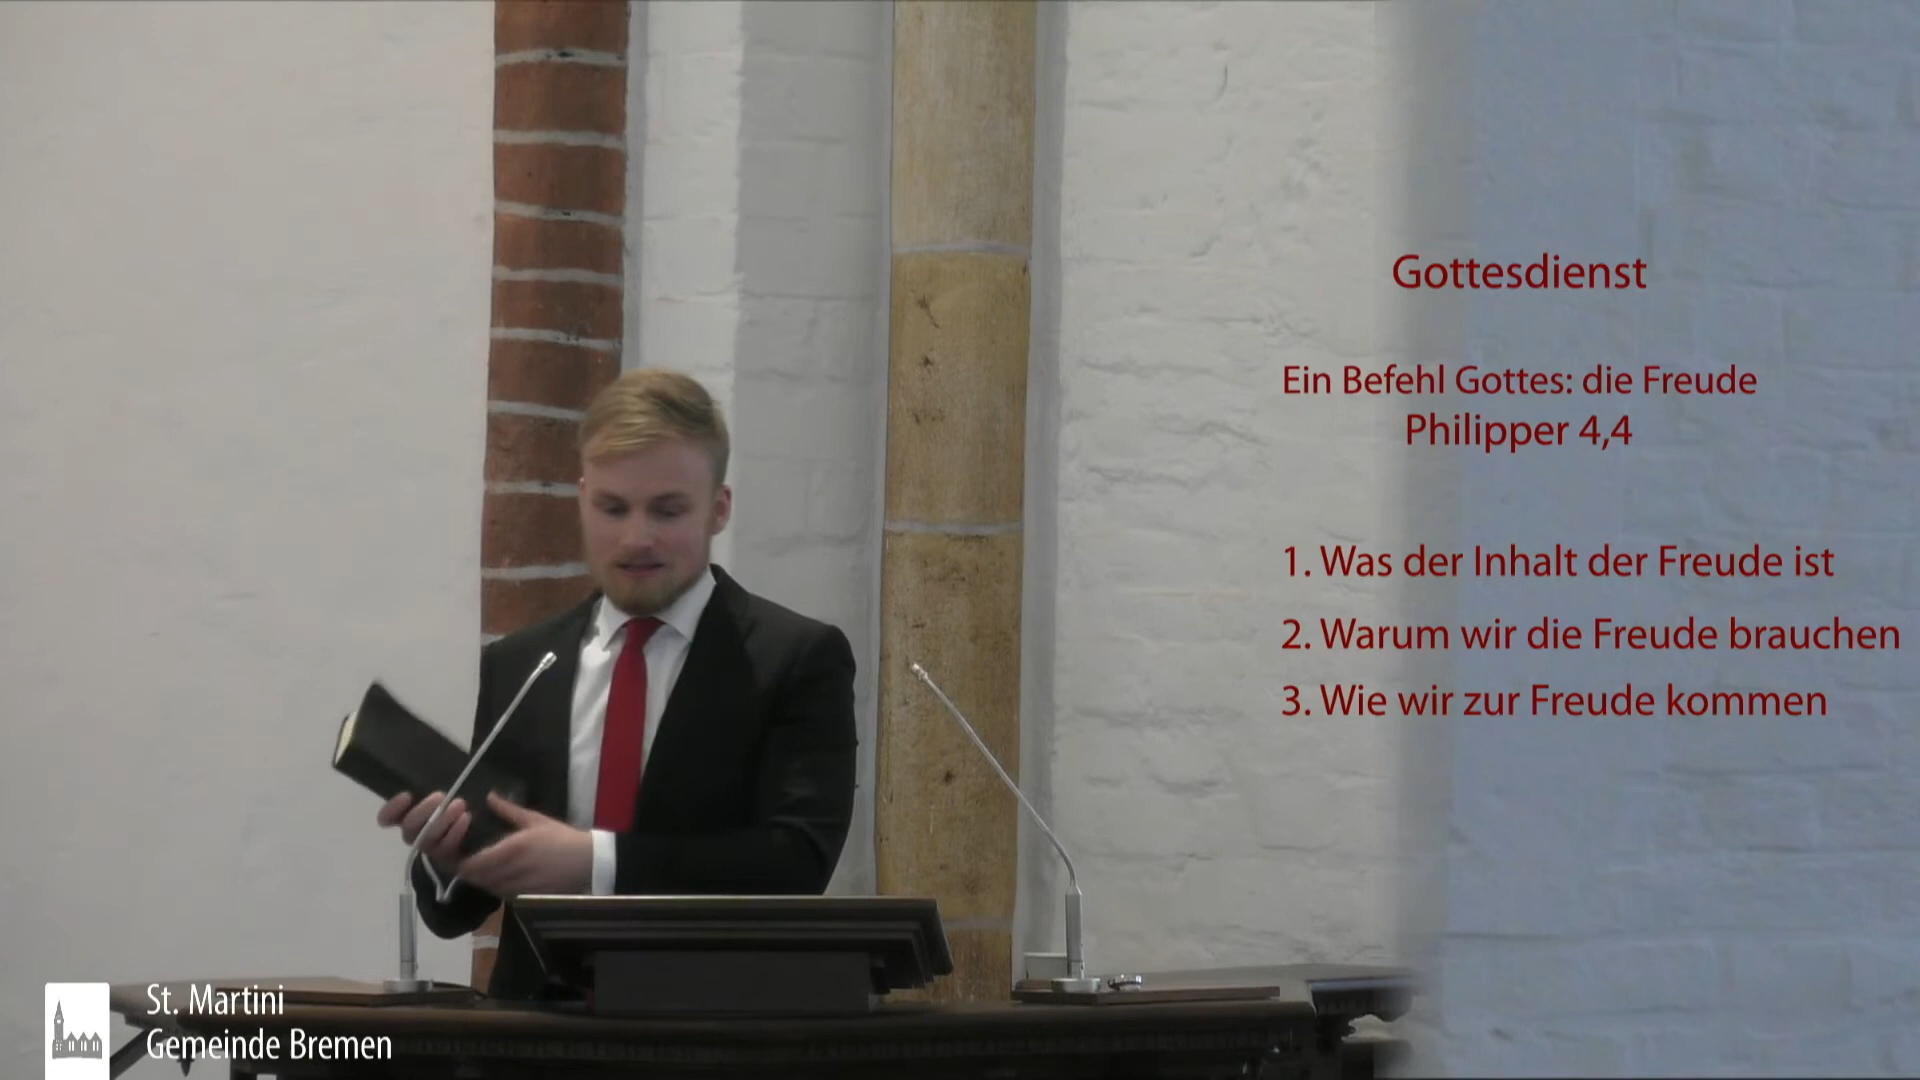 Gottesdienst
Ein Befehl Gottes: die Freude
Philipper 4,4
1. Was der Inhalt der Freude ist
2. Warum wir die Freude brauchen
3. Wie wir zur Freude kommen
St. Martini
Gemeinde Bremen